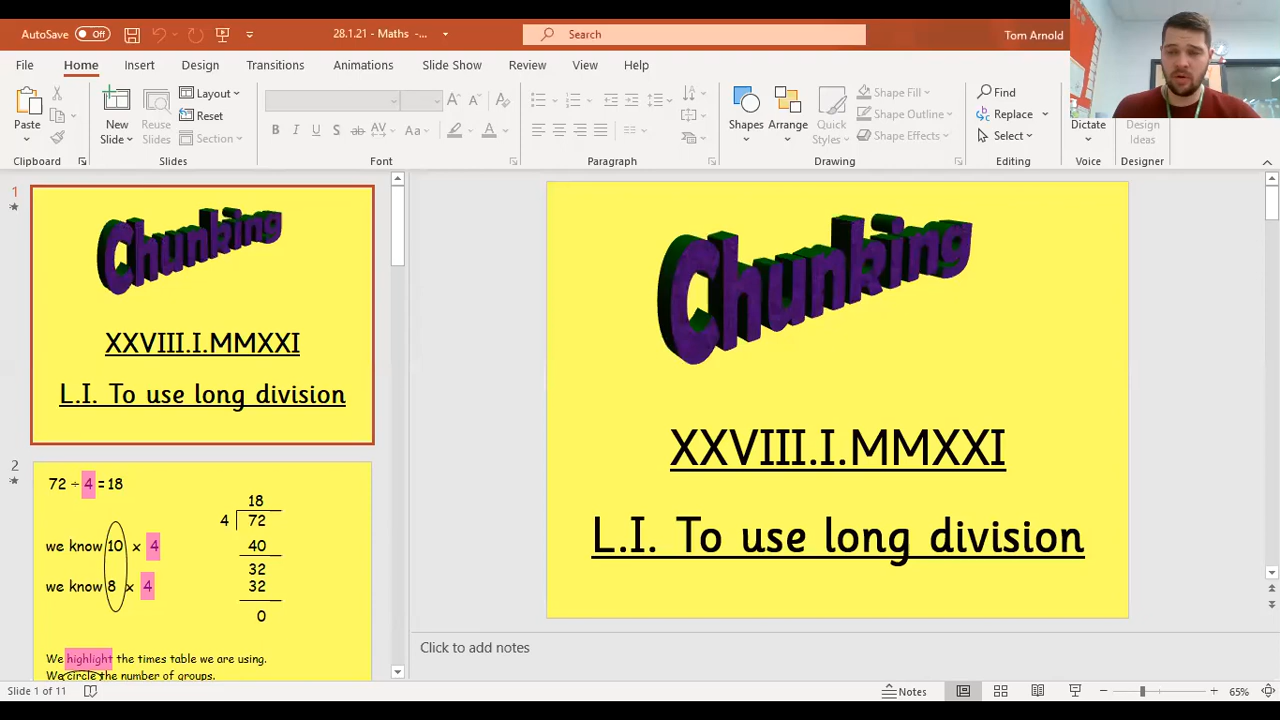 AutoSave Off 28.1.21 - Maths -... Search Tom Arnold
File Home Insert Design Transitions Animations Slide Show Review View Help
Paste
Clipboard
New Slide
Reuse Slides
Layout
Reset
Section
Slides
B I U S ab AV Aa A
Font
Paragraph
Shapes
Arrange
Quick Styles
Shape Fill
Shape Outline
Shape Effects
Drawing
Find
Replace
Select
Editing
Dictate
Voice
Design Ideas
Designer
1
Chunking
XXVIII.I.MMXXI
L.I. To use long division
2
72 ÷ 4 = 18
18
4 72
we know 10 x 4
40
32
we know 8 x 4
32
0
We highlight the times table we are using.
We circle the number of groups.
Chunking
XXVIII.I.MMXXI
L.I. To use long division
Click to add notes
Slide 1 of 11 Notes 65%